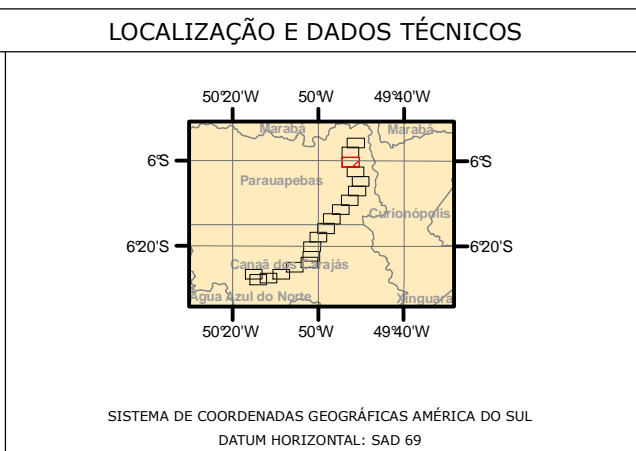 LOCALIZAÇÃO E DADOS TÉCNICOS
50°20'W 50°W 49°40'W
Marabá Marabá
6°S 6°S
Parauapebas
Curionópolis
6°20'S 6°20'S
Canaã dos Carajás
Água Azul do Norte Xinguara
50°20'W 50°W 49°40'W
SISTEMA DE COORDENADAS GEOGRÁFICAS AMÉRICA DO SUL
DATUM HORIZONTAL: SAD 69